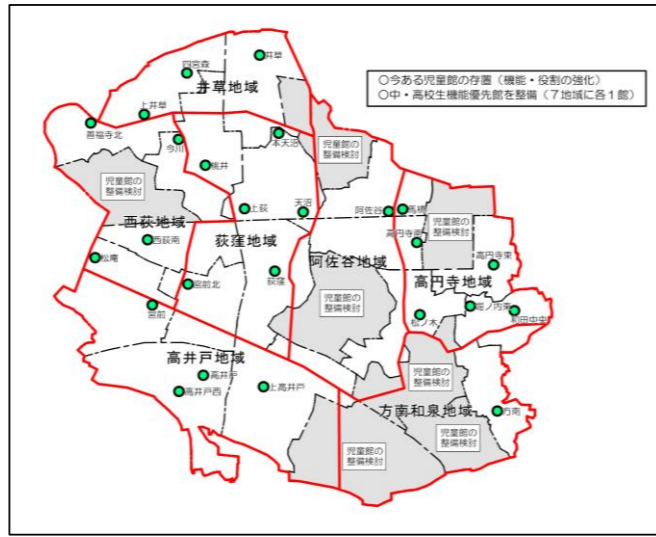 ○今ある児童館の存置（機能・役割の強化）
○中・高校生機能優先館を整備（７地域に各１館）
井草
四宮森
井草地域
上井草
善福寺北
今川
本天沼
桃井
児童館の
整備検討
児童館の
整備検討
上荻
天沼
阿佐谷
馬橋
児童館の
整備検討
西荻地域
西荻南
荻窪地域
高円寺南
阿佐谷地域
高円寺東
松庵
宮前北
荻窪
高円寺地域
児童館の
整備検討
宮前
松ノ木
堀ノ内東
和田中央
高井戸地域
高井戸
高井戸西
上高井戸
児童館の
整備検討
方南和泉地域
方南
児童館の
整備検討
児童館の
整備検討